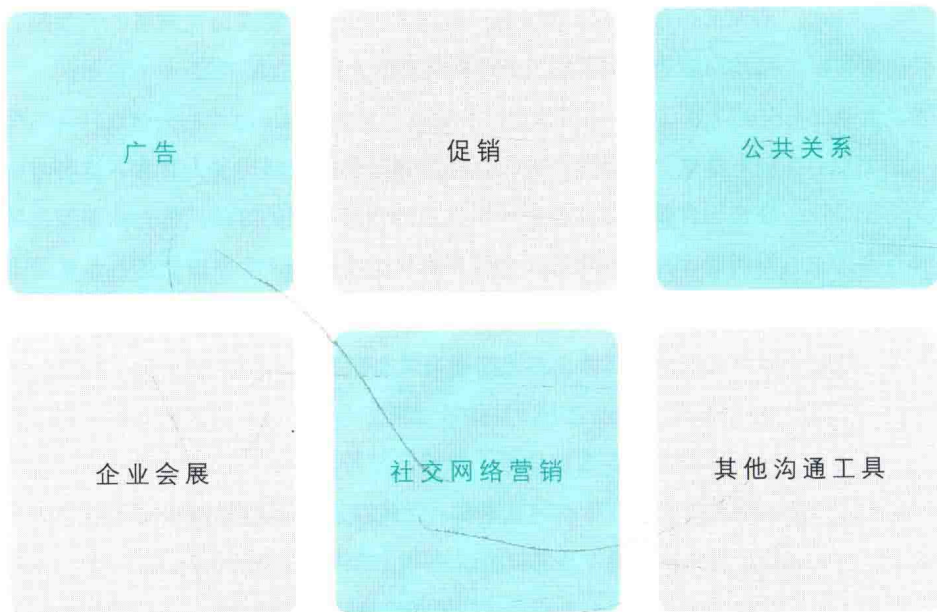 广告
促销
公共关系
企业会展
社交网络营销
其他沟通工具